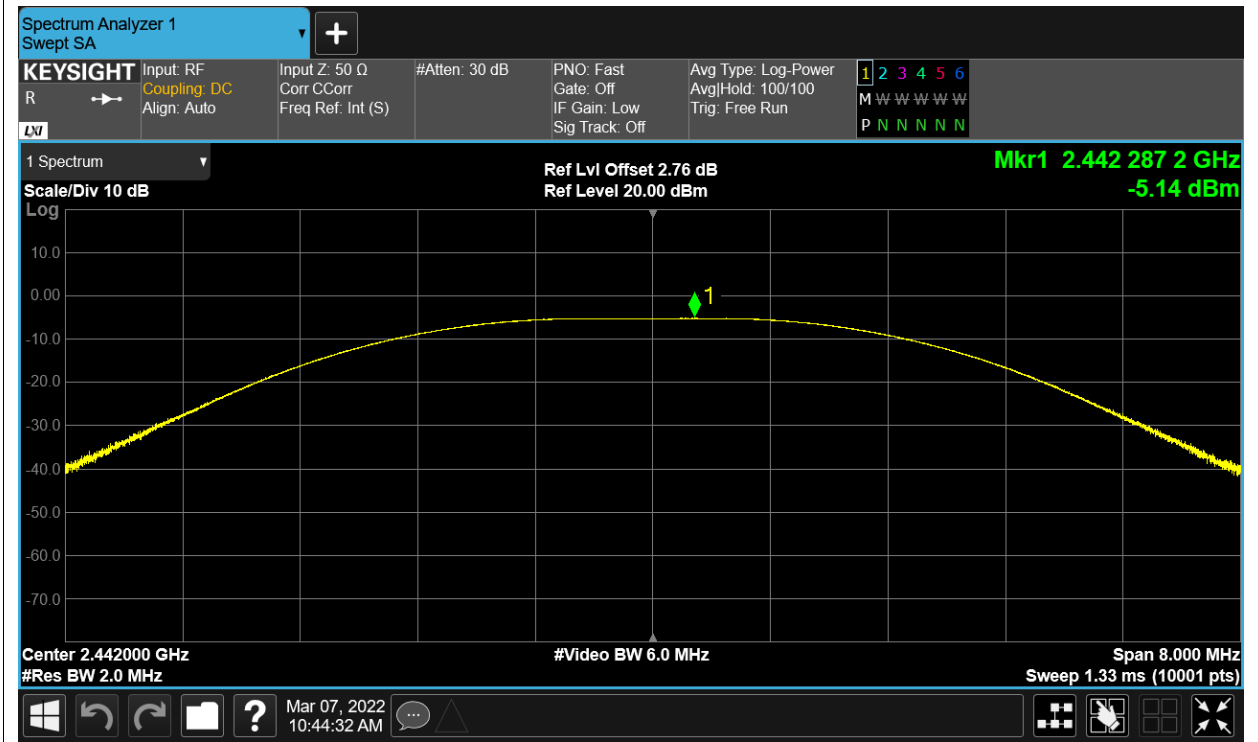 Spectrum Analyzer 1
Swept SA
KEYSIGHT
R
LXI
Input: RF
Coupling: DC
Align: Auto
Input Z: 50 Ω
Corr CCorr
Freq Ref: Int (S)
#Atten: 30 dB
PNO: Fast
Gate: Off
IF Gain: Low
Sig Track: Off
Avg Type: Log-Power
Avg|Hold: 100/100
Trig: Free Run
1 2 3 4 5 6
M W W W W W
P N N N N N
1 Spectrum
Scale/Div 10 dB
Log
Ref Lvl Offset 2.76 dB
Ref Level 20.00 dBm
Mkr1 2.442 287 2 GHz
-5.14 dBm
10.0
0.00
-10.0
-20.0
-30.0
-40.0
-50.0
-60.0
-70.0
1
Center 2.442000 GHz
#Res BW 2.0 MHz
#Video BW 6.0 MHz
Span 8.000 MHz
Sweep 1.33 ms (10001 pts)
?
Mar 07, 2022
10:44:32 AM